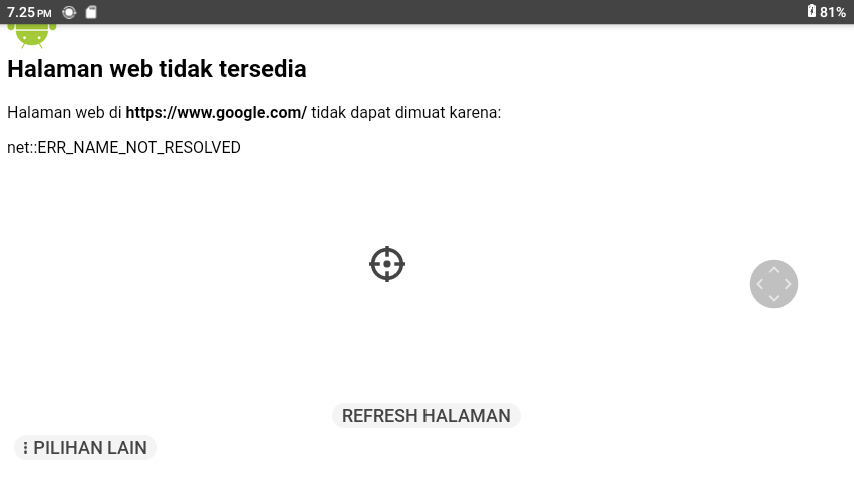 7.25 PM 81%
Halaman web tidak tersedia
Halaman web di https://www.google.com/ tidak dapat dimuat karena:
net::ERR_NAME_NOT_RESOLVED
REFRESH HALAMAN
PILIHAN LAIN